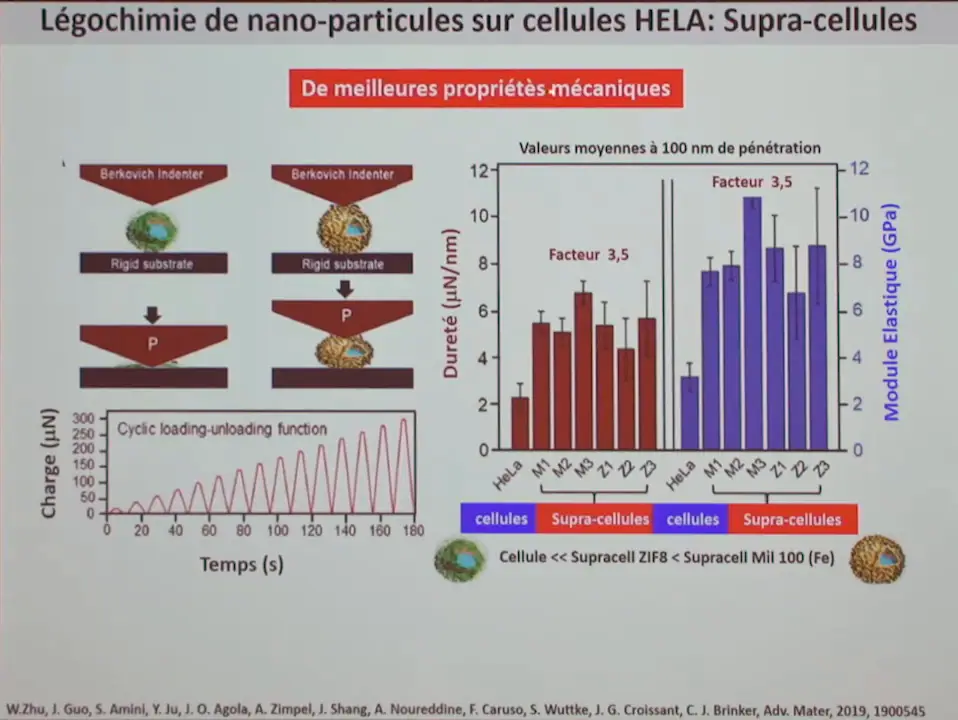 Légochimie de nano-particules sur cellules HELA: Supra-cellules
De meilleures propriétès mécaniques
Berkovich Indenter
Berkovich Indenter
Rigid substrate
Rigid substrate
P
P
Charge (µN)
300
250
200
150
100
50
0
Cyclic loading-unloading function
0 20 40 60 80 100 120 140 160 180
Temps (s)
Valeurs moyennes à 100 nm de pénétration
Dureté (µN/nm)
12
10
8
6
4
2
0
Facteur 3,5
Facteur 3,5
12
10
8
6
4
2
0
Module Elastique (GPa)
HeLa M1 M2 M3 Z1 Z2 Z3 HeLa M1 M2 M3 Z1 Z2 Z3
cellules Supra-cellules cellules Supra-cellules
Cellule << Supracell ZIF8 < Supracell Mil 100 (Fe)
W.Zhu, J. Guo, S. Amini, Y. Ju, J. O. Agola, A. Zimpel, J. Shang, A. Noureddine, F. Caruso, S. Wuttke, J. G. Croissant, C. J. Brinker, Adv. Mater, 2019, 1900545